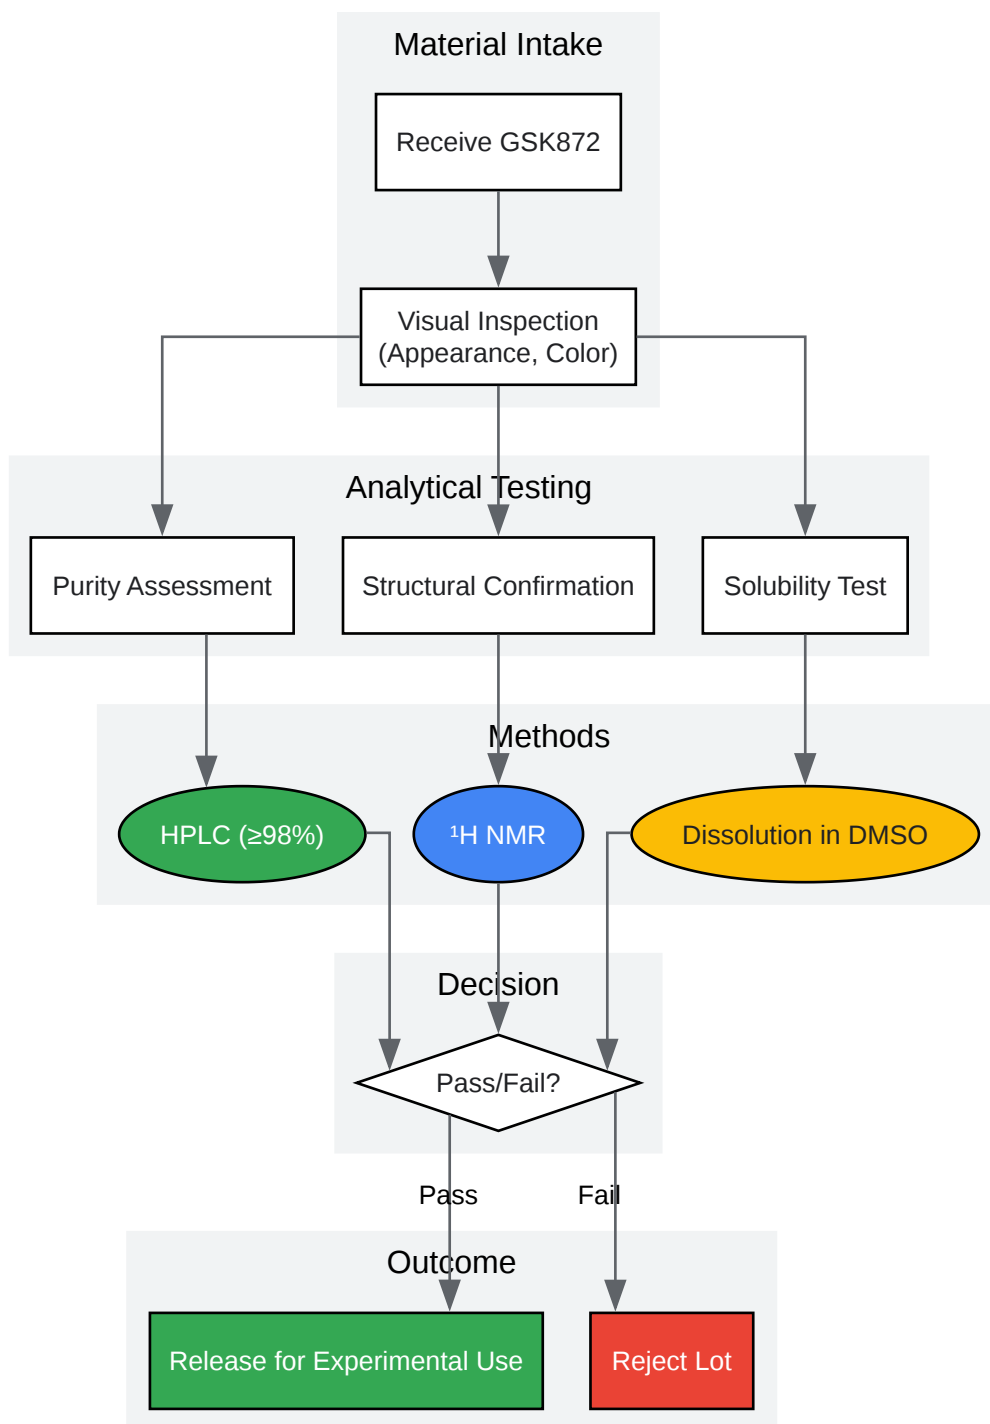 Material Intake
Receive GSK872
Visual Inspection
(Appearance, Color)
Analytical Testing
Purity Assessment
Structural Confirmation
Solubility Test
Methods
HPLC (≥98%)
¹H NMR
Dissolution in DMSO
Decision
Pass/Fail?
Pass
Fail
Outcome
Release for Experimental Use
Reject Lot